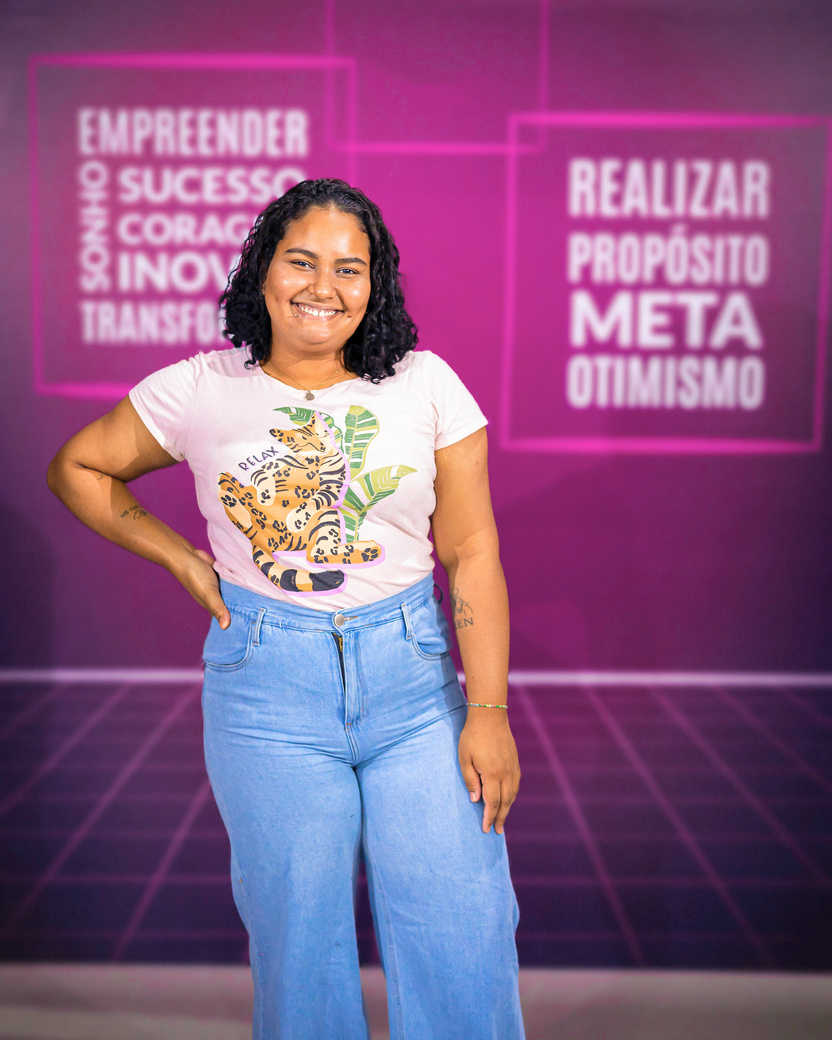 EMPREENDER
SONHO
SUCESSO
REALIZAR
PROPÓSITO
META
OTIMISMO
RELAX